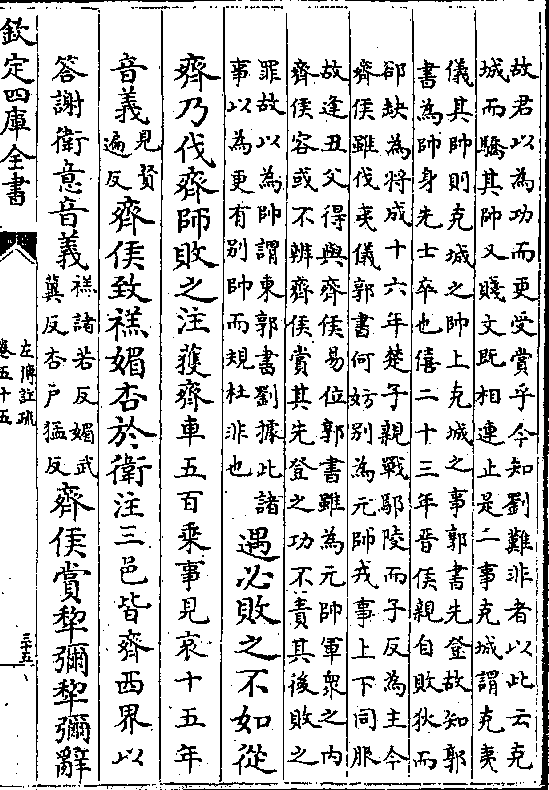 故君以為功而更受賞乎今知劉難非者以此云克
城而驕其帥又賤文既相連止是二事克城謂克夷
儀其帥則克城之帥上克城之事郭書先登故知郭
書為帥身先士卒也僖二十三年晉侯親自敗狄而
郤缺為將成十六年楚子親戰鄢陵而子反為主今
齊侯雖伐夷儀郭書何妨別為元帥戎事上下同服
故逢丑父得與齊侯易位郭書雖為元帥軍衆之内
齊侯容或不辨齊侯賞其先登之功不責其後敗之
罪故以為帥謂東郭書劉據此諸
事以為更有別帥而規杜非也
遇必敗之不如從
齊乃伐齊師敗之注獲齊車五百乘事見哀十五年
音義
見賢
遍反
齊侯致禚媚杏於衛注三邑皆齊西界以
答謝衛意音義
禚諸若反媚武
冀反杏戸猛反
齊侯賞犂彌犂彌辭
欽定四庫全書
左傳註疏
卷五十五
三十五